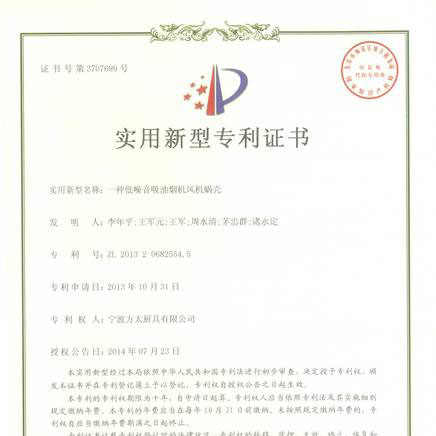 证书号第3707699号
实用新型专利证书
实用新型名称:一种低噪音吸油烟机风机蜗壳
发 明 人:李年平;王军元;王军;周水清;茅忠群;诸永定
专 利 号:ZL 2013 2 0682554.5
专利申请日:2013年10月31日
专 利 权 人:宁波方太厨具有限公司
授权公告日:2014年07月23日
本实用新型经过本局依照中华人民共和国专利法进行初步审查,决定授予专利权,颁
发本证书并在专利登记簿上予以登记。专利权自授权公告之日起生效。
本专利的专利权期限为十年,自申请日起算。专利权人应当依照专利法及其实施细则
规定缴纳年费。本专利的年费应当在每年10月31日前缴纳。未按照规定缴纳年费的,
专利权自应当缴纳年费期满之日起终止。